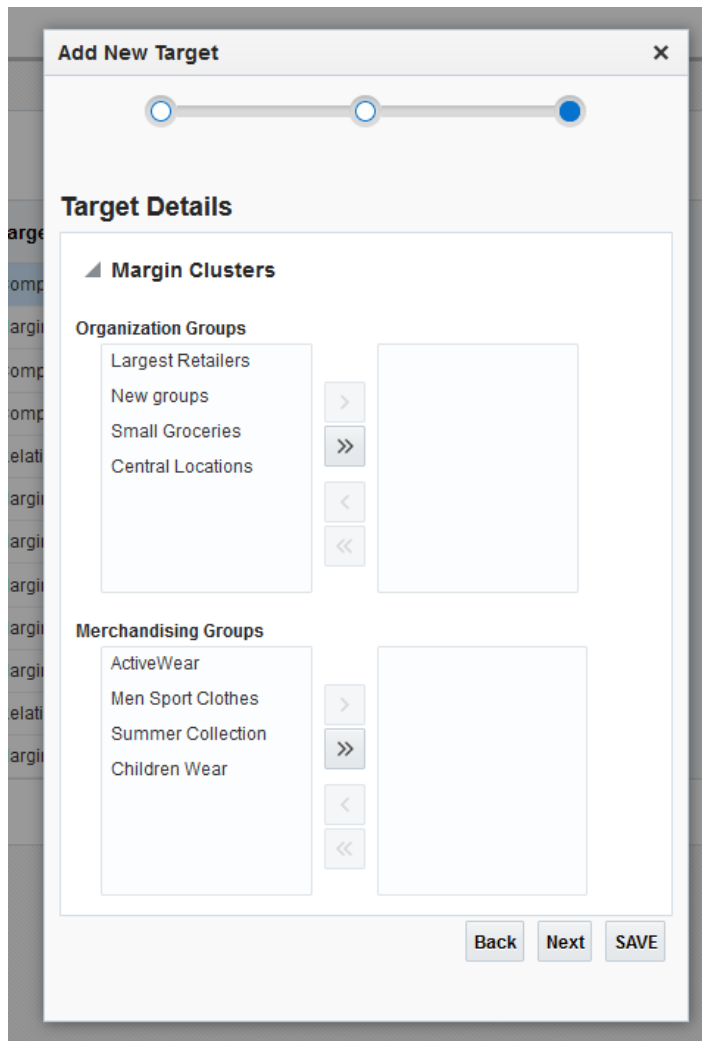 Add New Target
Target Details
Margin Clusters
Organization Groups
Largest Retailers
New groups
Small Groceries
Central Locations
Merchandising Groups
ActiveWear
Men Sport Clothes
Summer Collection
Children Wear
Back Next SAVE